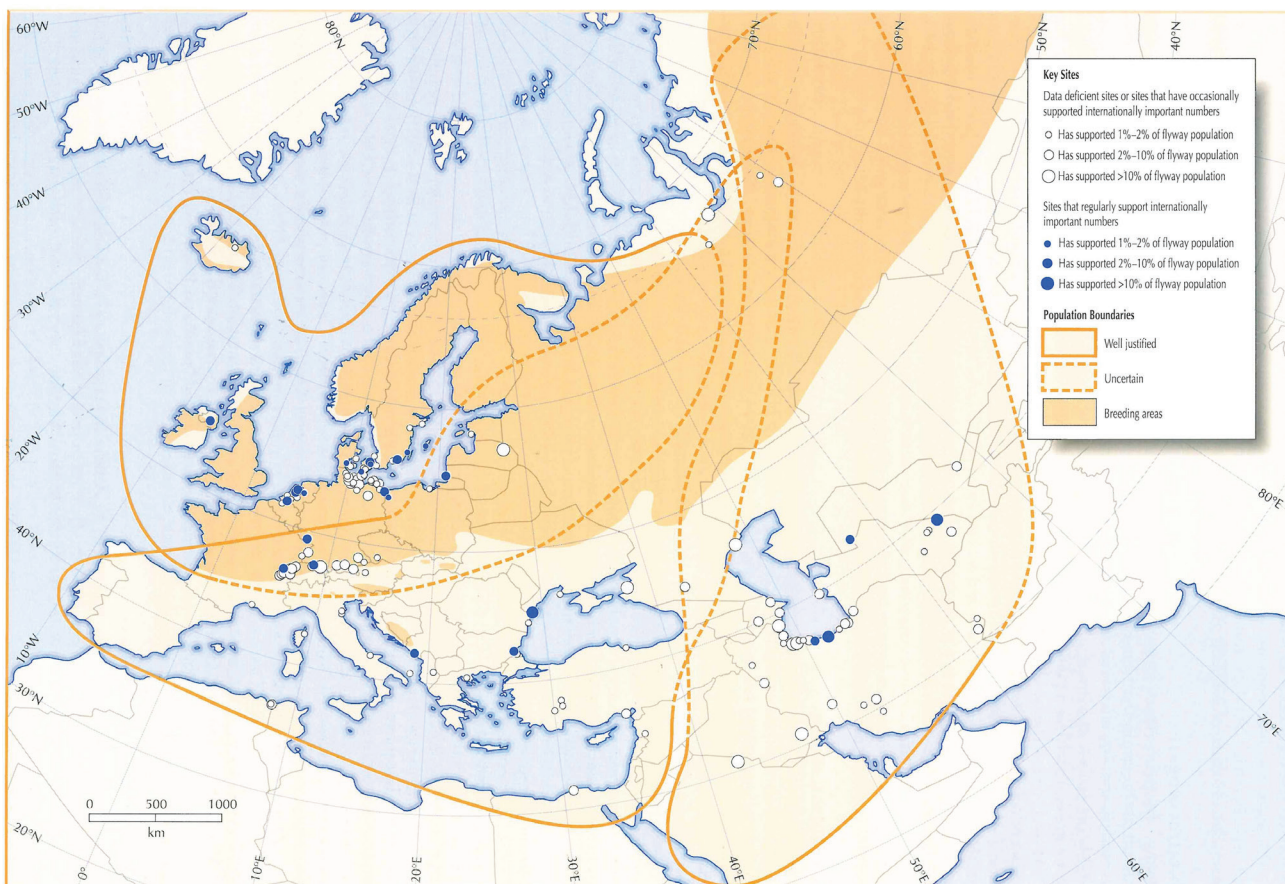 60°W
80°N
70°N
60°N
50°N
40°N
50°W
40°W
30°W
20°W
40°N
10°W
30°N
20°N
0°
10°E
20°E
30°E
40°E
50°E
60°E
70°E
80°E
Key Sites
Data deficient sites or sites that have occasionally
supported internationally important numbers
Has supported 1%–2% of flyway population
Has supported 2%–10% of flyway population
Has supported >10% of flyway population
Sites that regularly support internationally
important numbers
Has supported 1%–2% of flyway population
Has supported 2%–10% of flyway population
Has supported >10% of flyway population
Population Boundaries
Well justified
Uncertain
Breeding areas
0 500 1000
km